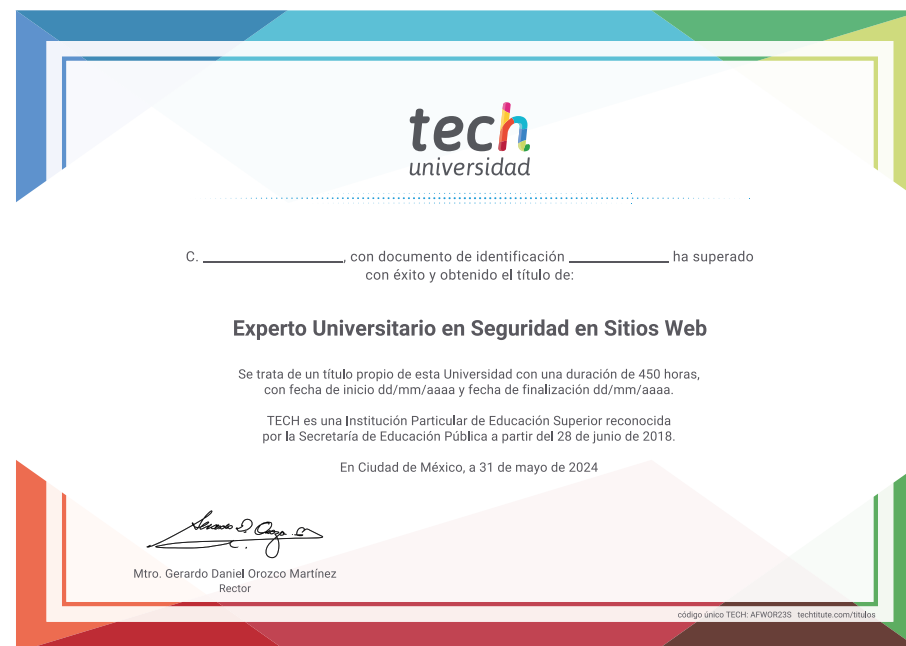 tech
universidad
C. ____________, con documento de identificación ____________ ha superado
con éxito y obtenido el título de:
Experto Universitario en Seguridad en Sitios Web
Se trata de un título propio de esta Universidad con una duración de 450 horas,
con fecha de inicio dd/mm/aaaa y fecha de finalización dd/mm/aaaa.
TECH es una Institución Particular de Educación Superior reconocida
por la Secretaría de Educación Pública a partir del 28 de junio de 2018.
En Ciudad de México, a 31 de mayo de 2024
Mtro. Gerardo Daniel Orozco Martínez
Rector
código único TECH: AFWOR23S techtitute.com/titulos